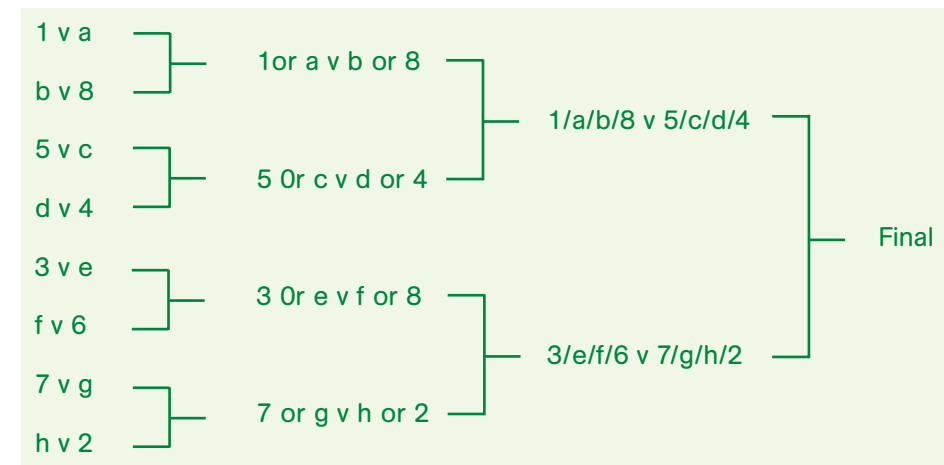 1 v a
b v 8
5 v c
d v 4
3 v e
f v 6
7 v g
h v 2
1or a v b or 8
5 0r c v d or 4
3 0r e v f or 8
7 or g v h or 2
1/a/b/8 v 5/c/d/4
3/e/f/6 v 7/g/h/2
Final